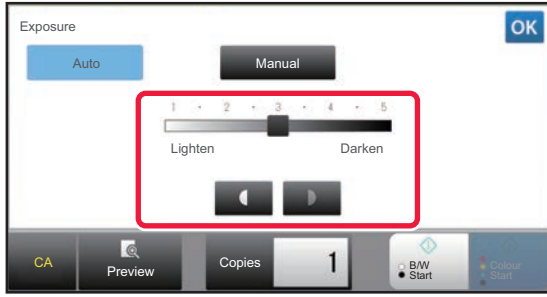 Exposure
OK
Auto
Manual
1 · 2 · 3 · 4 · 5
Lighten
Darken
CA
Preview
Copies
1
B/W
Start
Colour
Start